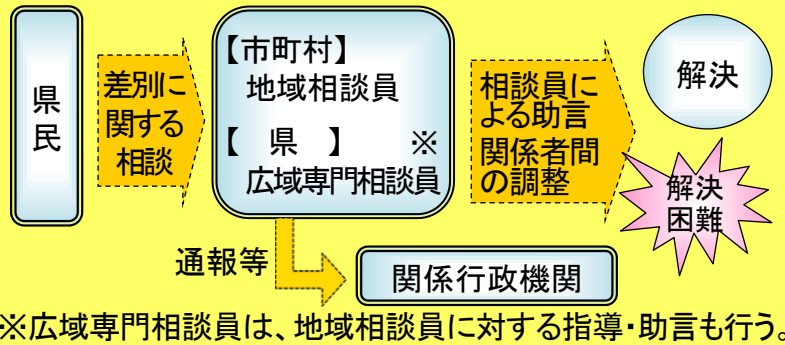 県民
差別に
関する
相談
【市町村】
地域相談員
【　県　】　※
広域専門相談員
相談員に
よる助言
関係者間
の調整
解決
解決
困難
通報等
関係行政機関
※広域専門相談員は、地域相談員に対する指導・助言も行う。